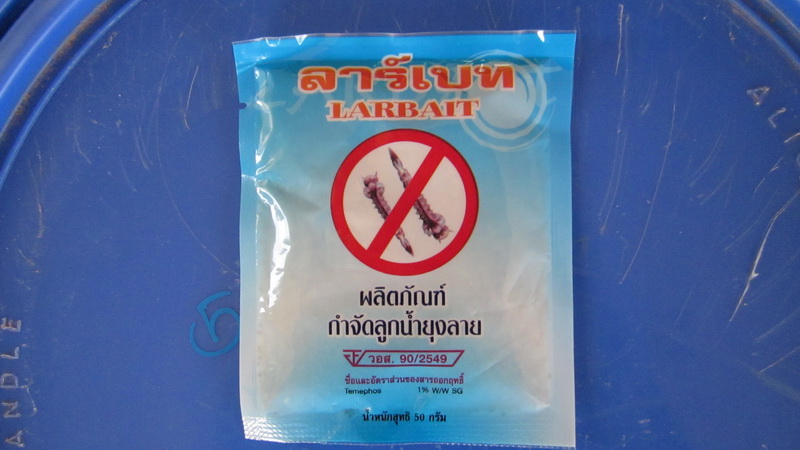 ลาร์เบท
LARBAIT
ผลิตภัณฑ์
กำจัดลูกน้ำยุงลาย
วอส. 90/2549
ชื่อและอัตราส่วนของสารออกฤทธิ์
Temephos 1% W/W SG
น้ำหนักสุทธิ 50 กรัม
5
ANDLE
AL